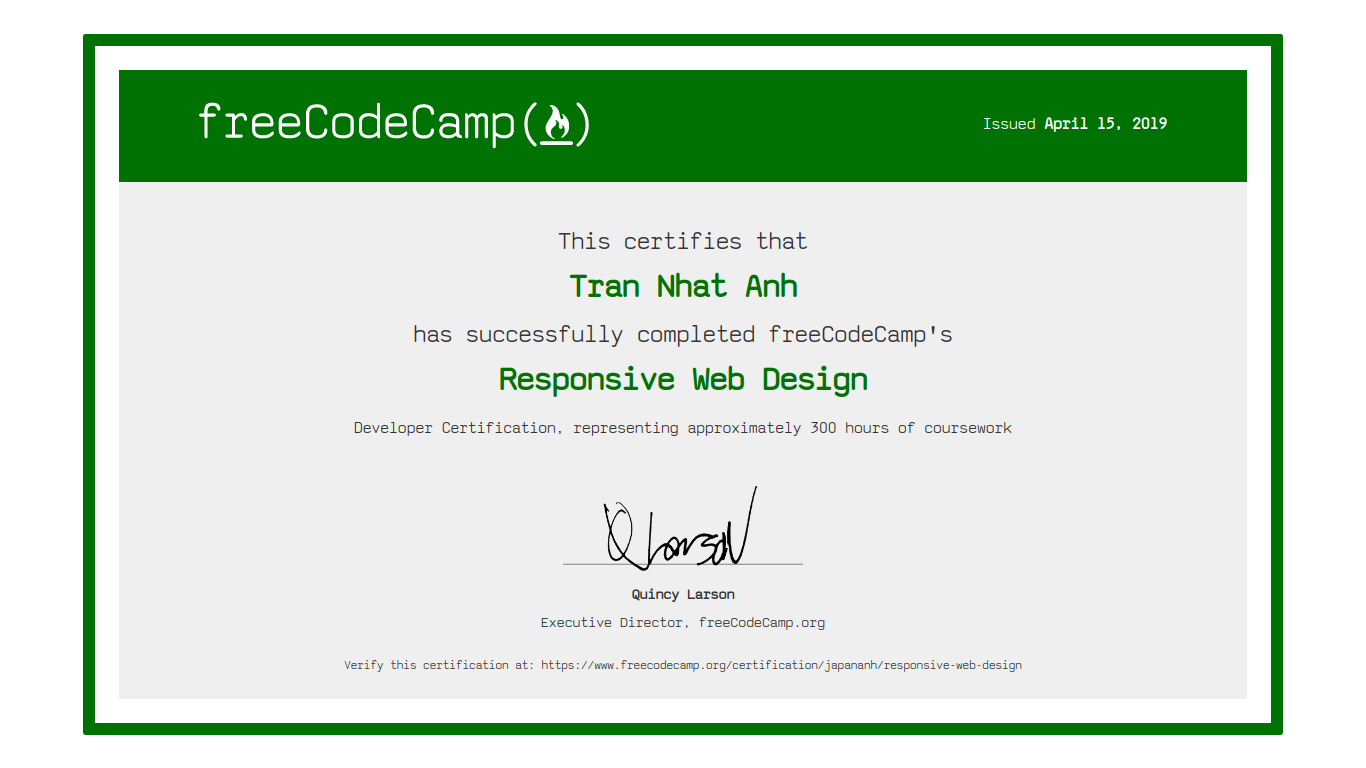 freeCodeCamp(🔥)
Issued April 15, 2019
This certifies that
Tran Nhat Anh
has successfully completed freeCodeCamp's
Responsive Web Design
Developer Certification, representing approximately 300 hours of coursework
Q Larson
Quincy Larson
Executive Director, freeCodeCamp.org
Verify this certification at: https://www.freecodecamp.org/certification/japananh/responsive-web-design